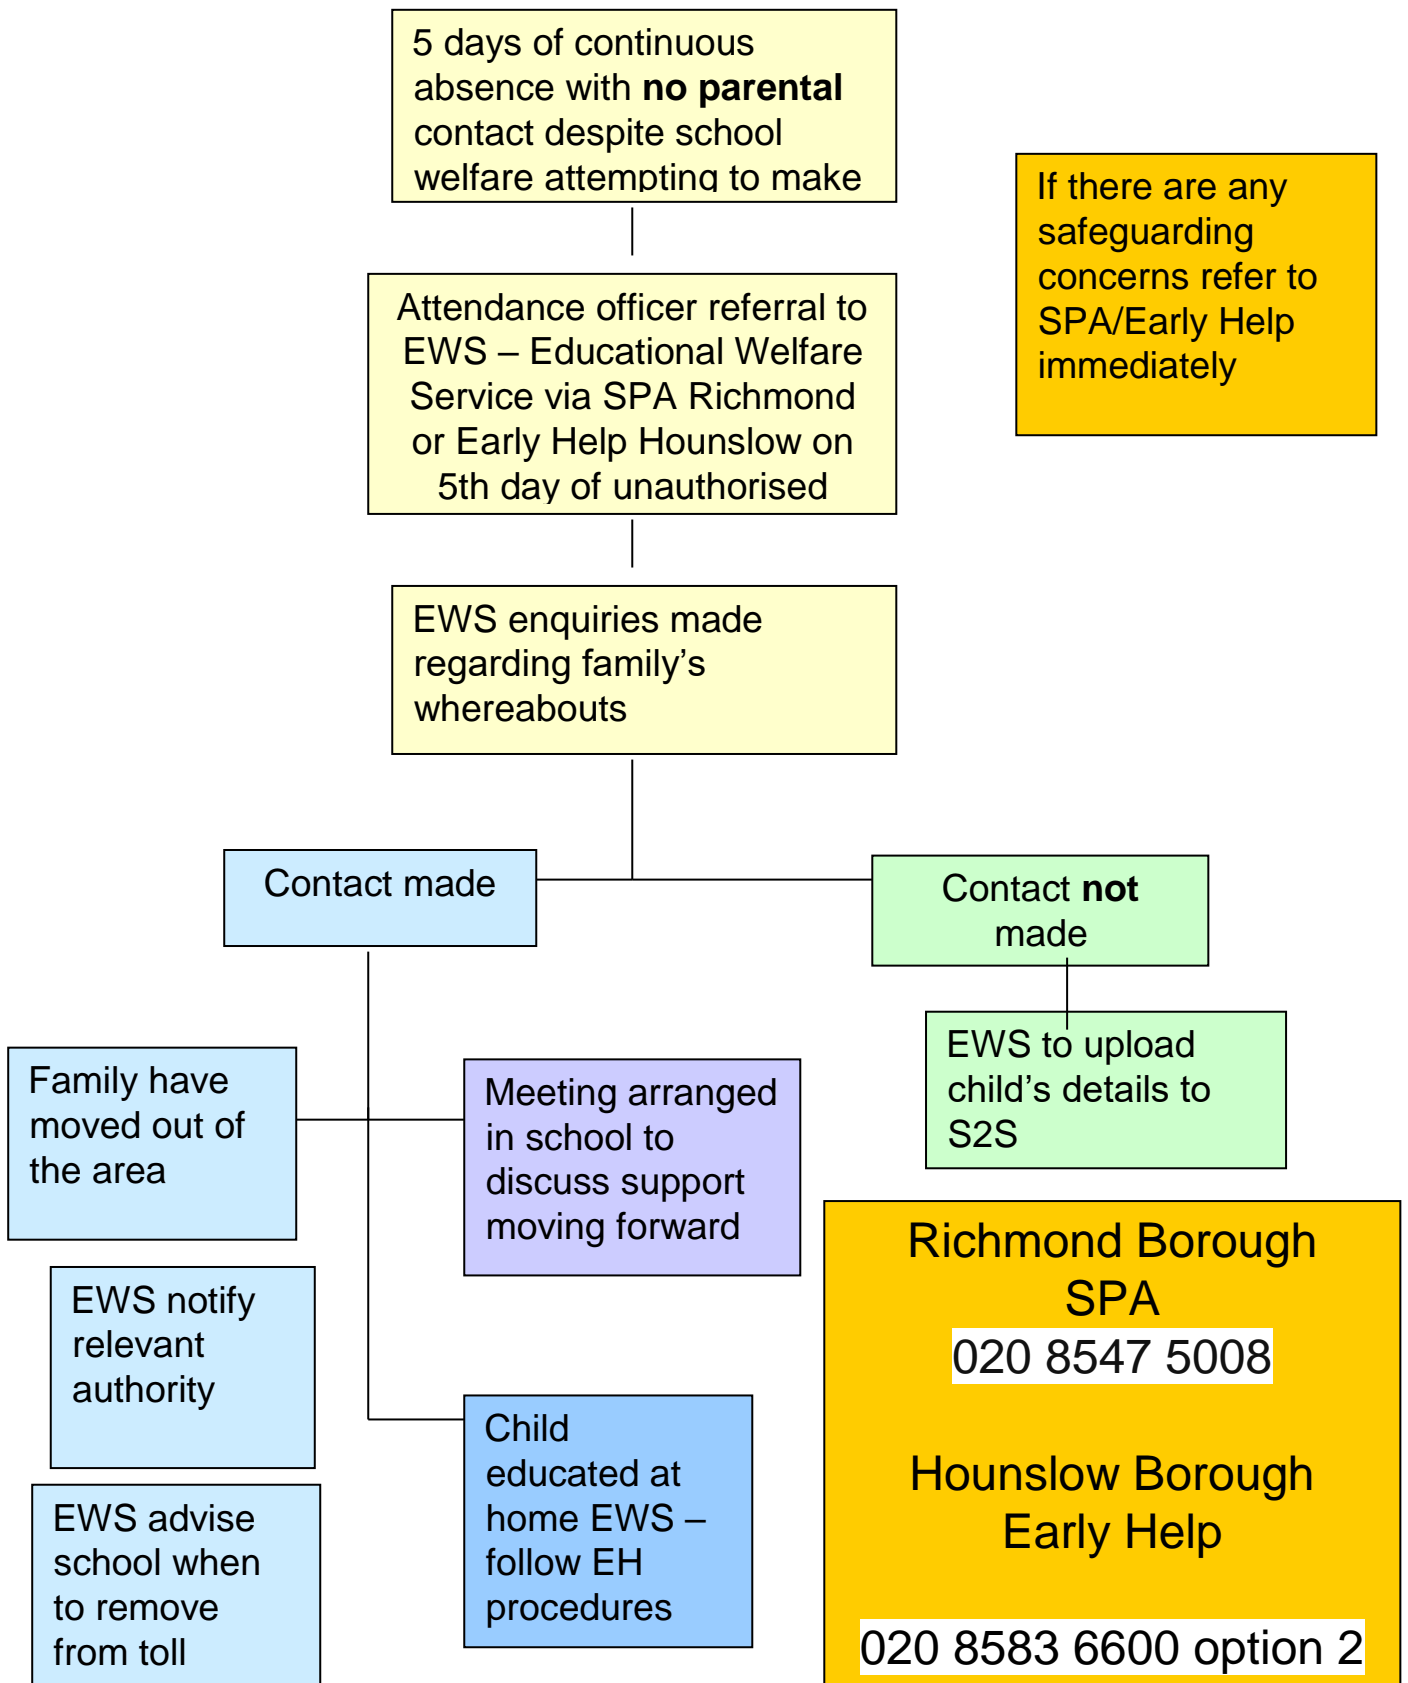 5 days of continuous
absence with no parental
contact despite school
welfare attempting to make
If there are any
safeguarding
concerns refer to
SPA/Early Help
immediately
Attendance officer referral to
EWS – Educational Welfare
Service via SPA Richmond
or Early Help Hounslow on
5th day of unauthorised
EWS enquiries made
regarding family’s
whereabouts
Contact made
Contact not
made
EWS to upload
child’s details to
S2S
Family have
moved out of
the area
Meeting arranged
in school to
discuss support
moving forward
EWS notify
relevant
authority
EWS advise
school when
to remove
from toll
Child
educated at
home EWS –
follow EH
procedures
Richmond Borough
SPA
020 8547 5008
Hounslow Borough
Early Help
020 8583 6600 option 2